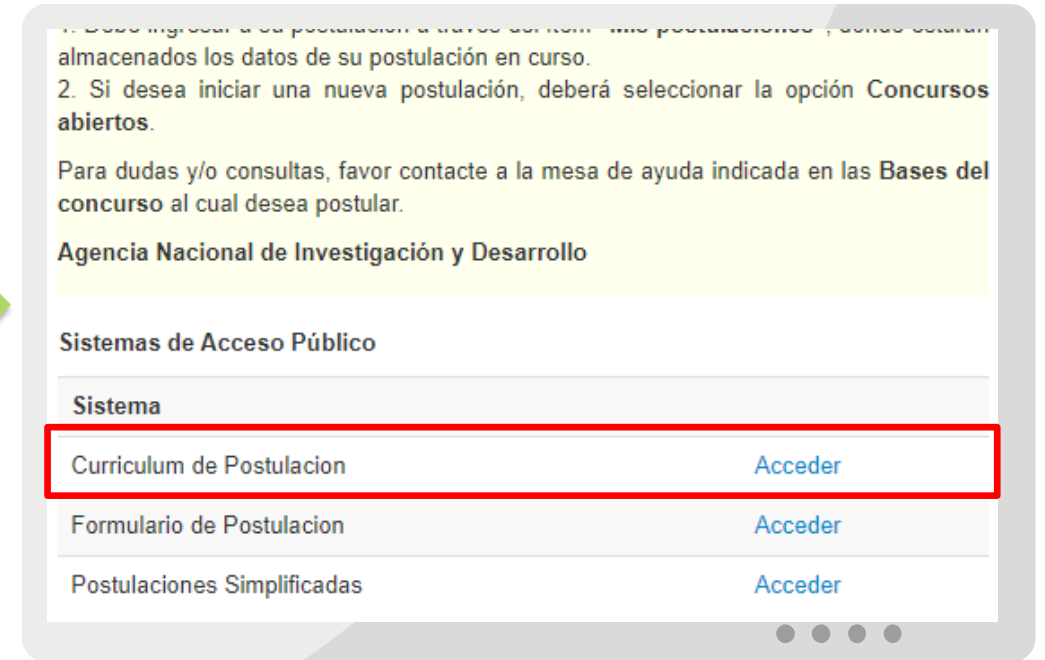 almacenados los datos de su postulación en curso.
2. Si desea iniciar una nueva postulación, deberá seleccionar la opción Concursos
abiertos.
Para dudas y/o consultas, favor contacte a la mesa de ayuda indicada en las Bases del
concurso al cual desea postular.
Agencia Nacional de Investigación y Desarrollo
Sistemas de Acceso Público
Sistema
Curriculum de Postulacion Acceder
Formulario de Postulacion Acceder
Postulaciones Simplificadas Acceder